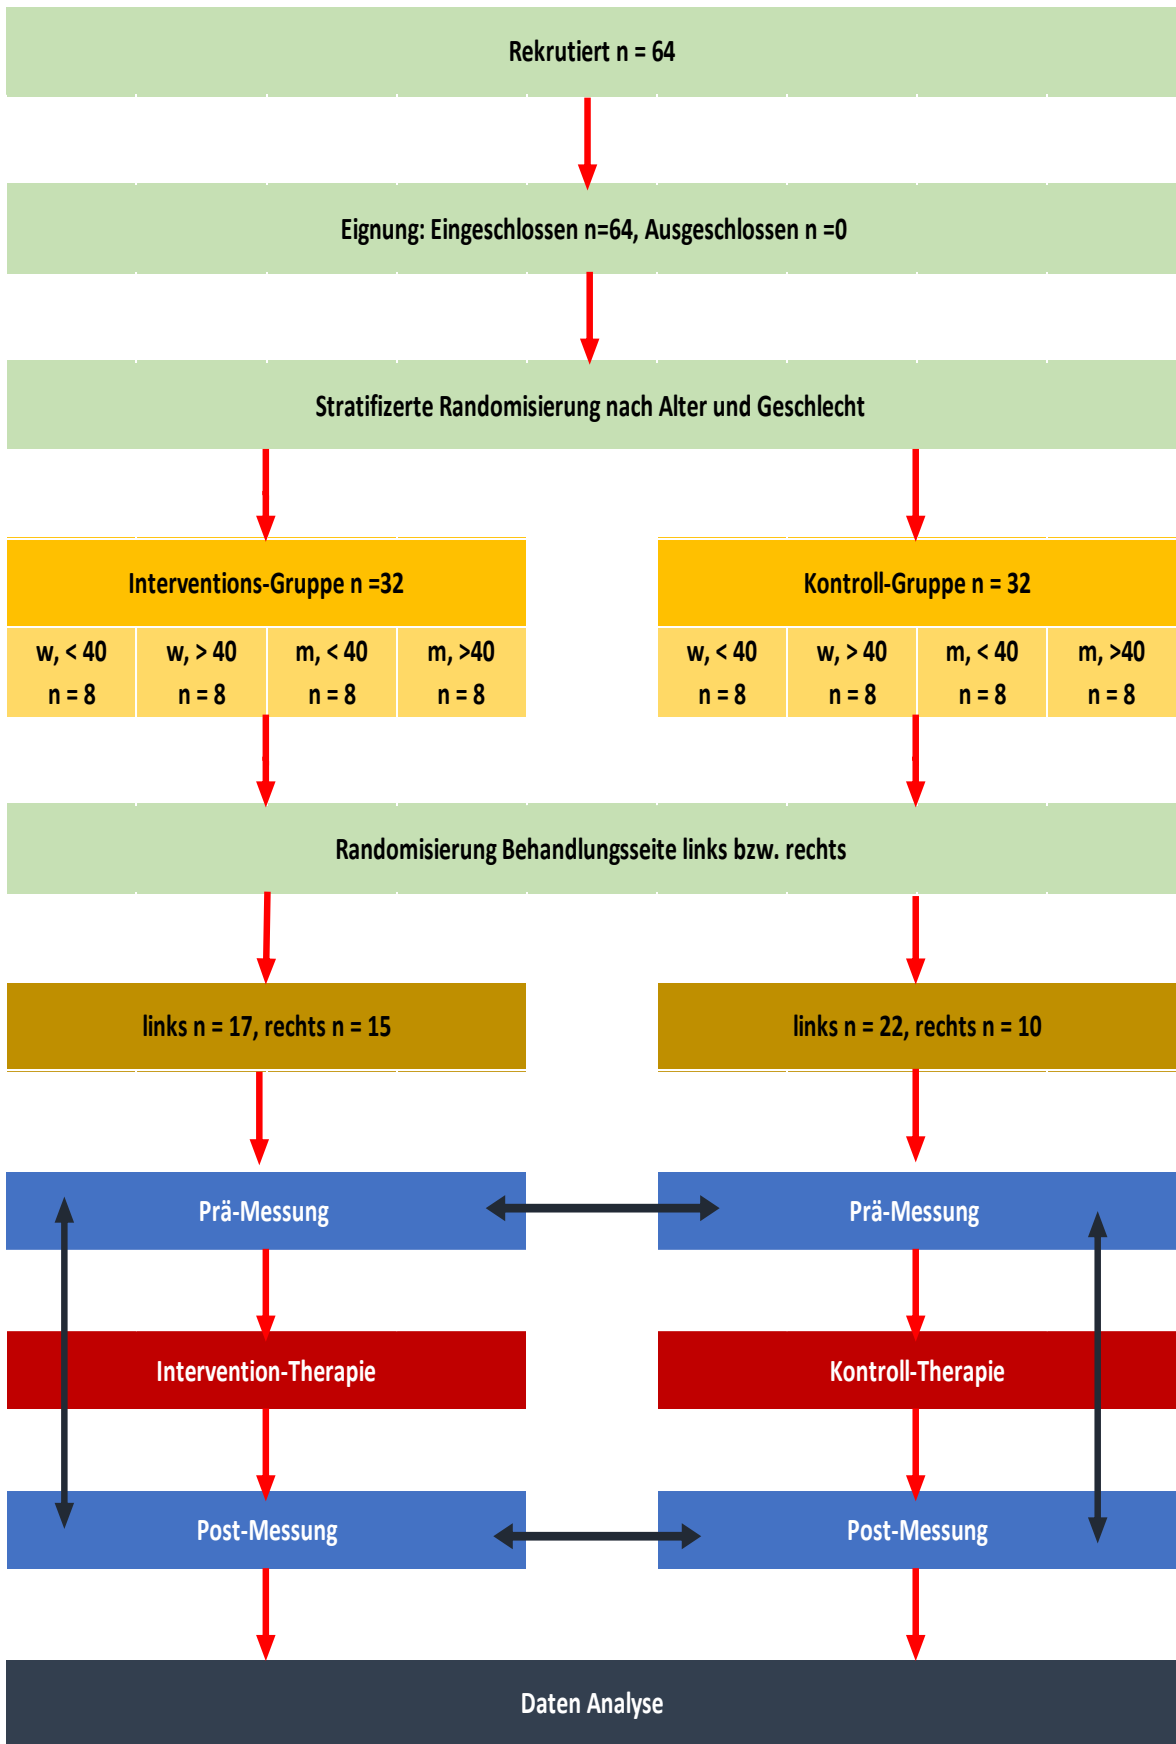 Rekrutiert n = 64
Eignung: Eingeschlossen n=64, Ausgeschlossen n =0
Stratifizerte Randomisierung nach Alter und Geschlecht
Interventions-Gruppe n =32
Kontroll-Gruppe n = 32
w, < 40
w, > 40
m, < 40
m, >40
w, < 40
w, > 40
m, < 40
m, >40
n = 8
n = 8
n = 8
n = 8
n = 8
n = 8
n = 8
n = 8
Randomisierung Behandlungsseite links bzw. rechts
links n = 17, rechts n = 15
links n = 22, rechts n = 10
Prä-Messung
Prä-Messung
Intervention-Therapie
Kontroll-Therapie
Post-Messung
Post-Messung
Daten Analyse